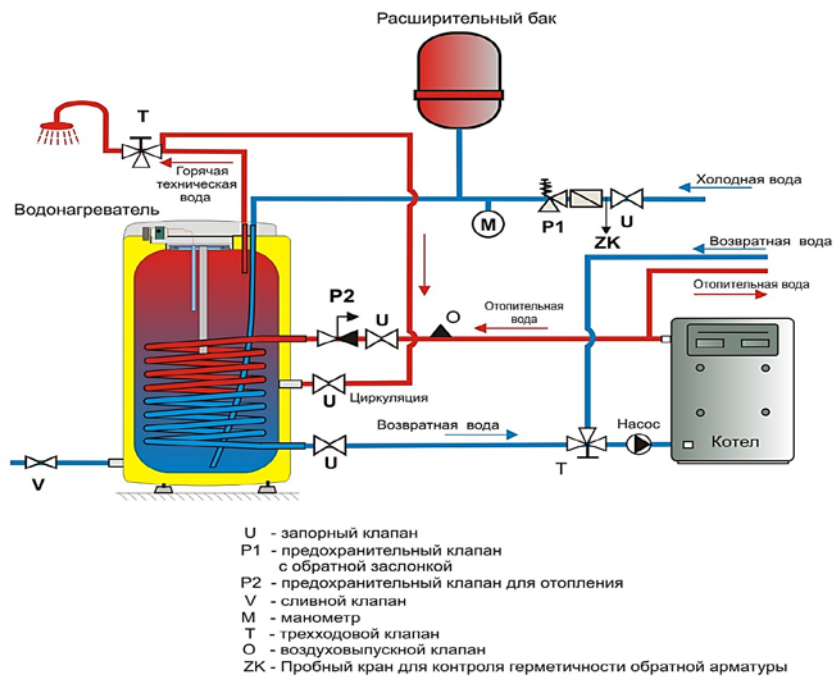 Расширительный бак
T
Горячая
техническая
вода
Холодная вода
Водонагреватель
M
P1
U
ZK
Возвратная вода
Отопительная вода
P2
U
O
Отопительная
вода
U
Циркуляция
Возвратная вода
Насос
Котел
U
T
V
U - запорный клапан
P1 - предохранительный клапан
с обратной заслонкой
P2 - предохранительный клапан для отопления
V - сливной клапан
M - манометр
T - трехходовой клапан
O - воздуховыпускной клапан
ZK - Пробный кран для контроля герметичности обратной арматуры